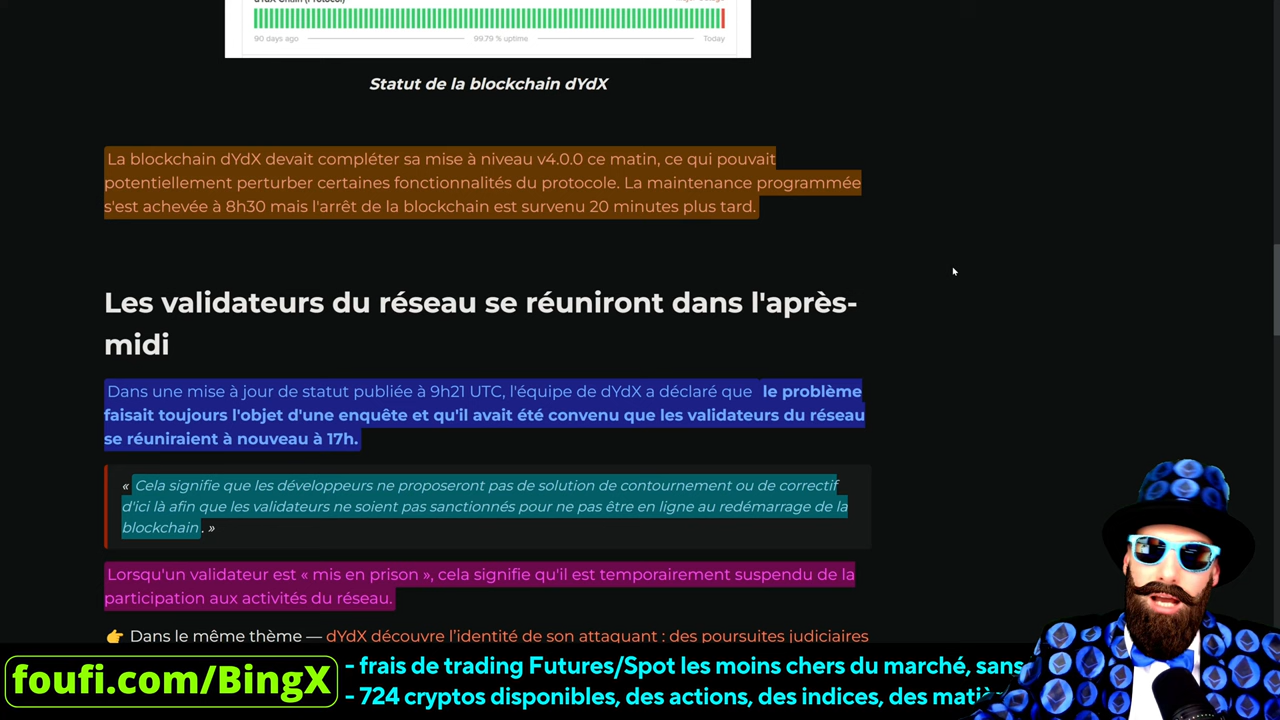 90 days ago
99.79 % uptime
Today
Statut de la blockchain dYdX
La blockchain dYdX devait compléter sa mise à niveau v4.0.0 ce matin, ce qui pouvait
potentiellement perturber certaines fonctionnalités du protocole. La maintenance programmée
s'est achevée à 8h30 mais l'arrêt de la blockchain est survenu 20 minutes plus tard.
Les validateurs du réseau se réuniront dans l'après-
midi
Dans une mise à jour de statut publiée à 9h21 UTC, l'équipe de dYdX a déclaré que le problème
faisait toujours l'objet d'une enquête et qu'il avait été convenu que les validateurs du réseau
se réuniraient à nouveau à 17h.
« Cela signifie que les développeurs ne proposeront pas de solution de contournement ou de correctif
d'ici là afin que les validateurs ne soient pas sanctionnés pour ne pas être en ligne au redémarrage de la
blockchain. »
Lorsqu'un validateur est « mis en prison », cela signifie qu'il est temporairement suspendu de la
participation aux activités du réseau.
👉 Dans le même thème — dYdX découvre l'identité de son attaquant : des poursuites judiciaires
foufi.com/BingX
- frais de trading Futures/Spot les moins chers du marché, sans
- 724 cryptos disponibles, des actions, des indices, des matiè